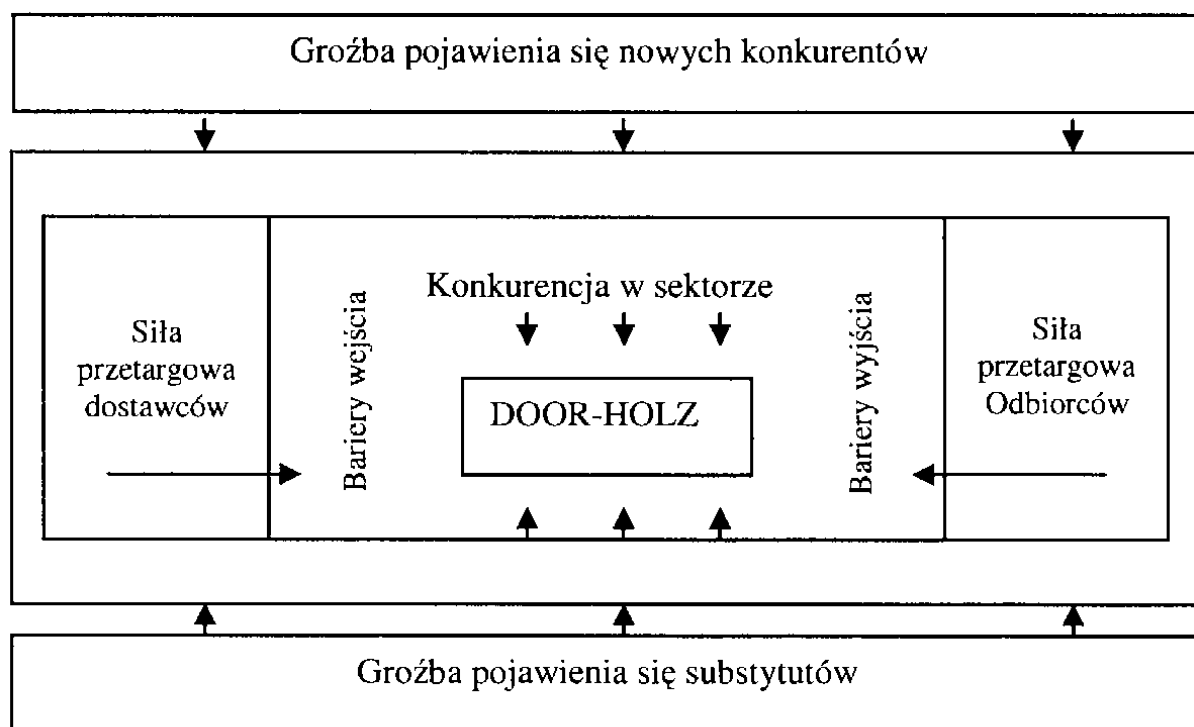 Groźba pojawienia się nowych konkurentów
Konkurencja w sektorze
Siła
przetargowa
dostawców
Bariery wejścia
DOOR-HOLZ
Bariery wyjścia
Siła
przetargowa
Odbiorców
Groźba pojawienia się substytutów